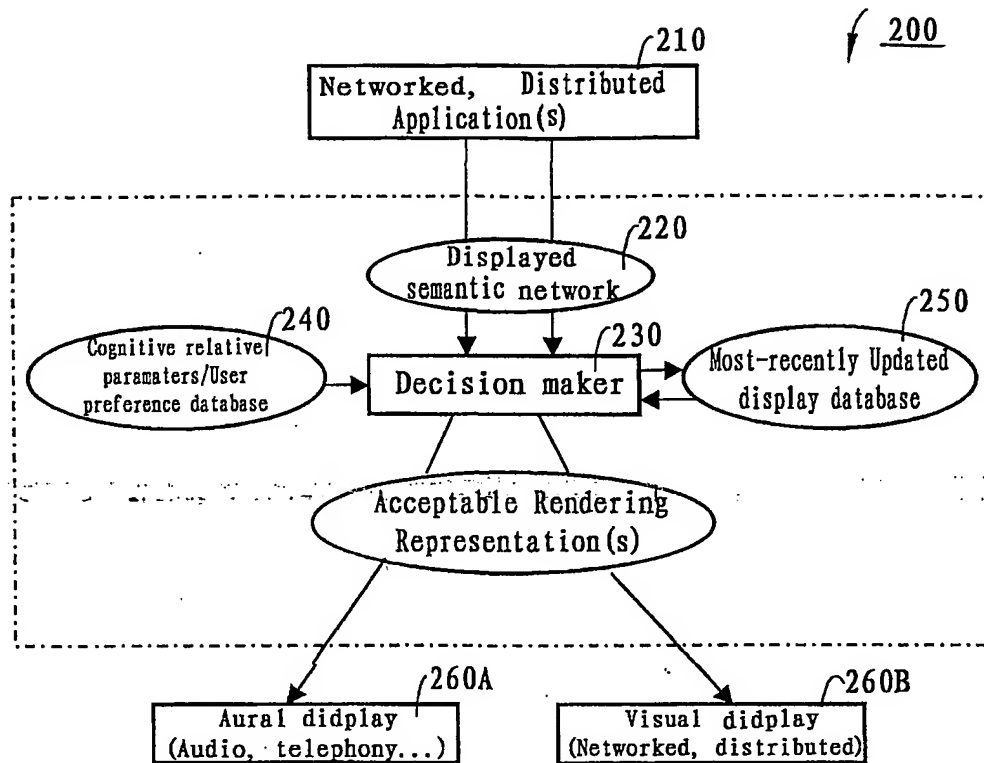 200
210
Networked, Distributed
Application(s)
220
Displayed
semantic network
240
Cognitive relative
paramaters/User
preference database
230
Decision maker
250
Most-recently Updated
display database
Acceptable Rendering
Representation(s)
260A
Aural didplay
(Audio, telephony...)
260B
Visual didplay
(Networked, distributed)